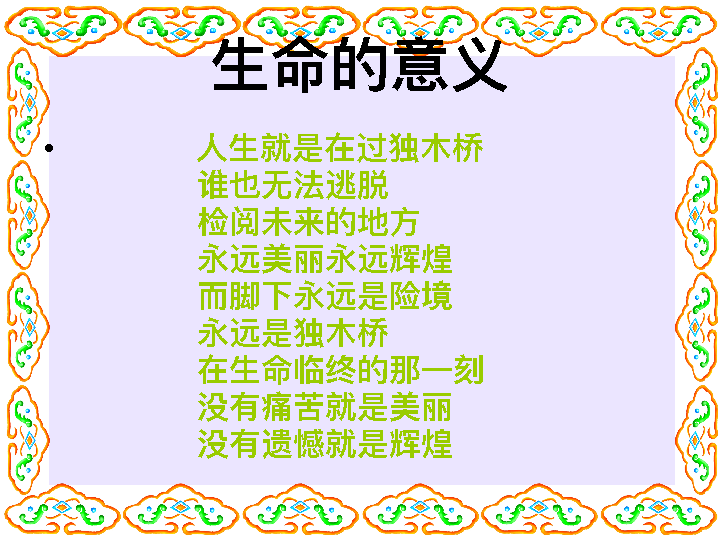 生命的意义
• 人生就是在过独木桥
谁也无法逃脱
检阅未来的地方
永远美丽永远辉煌
而脚下永远是险境
永远是独木桥
在生命临终的那一刻
没有痛苦就是美丽
没有遗憾就是辉煌